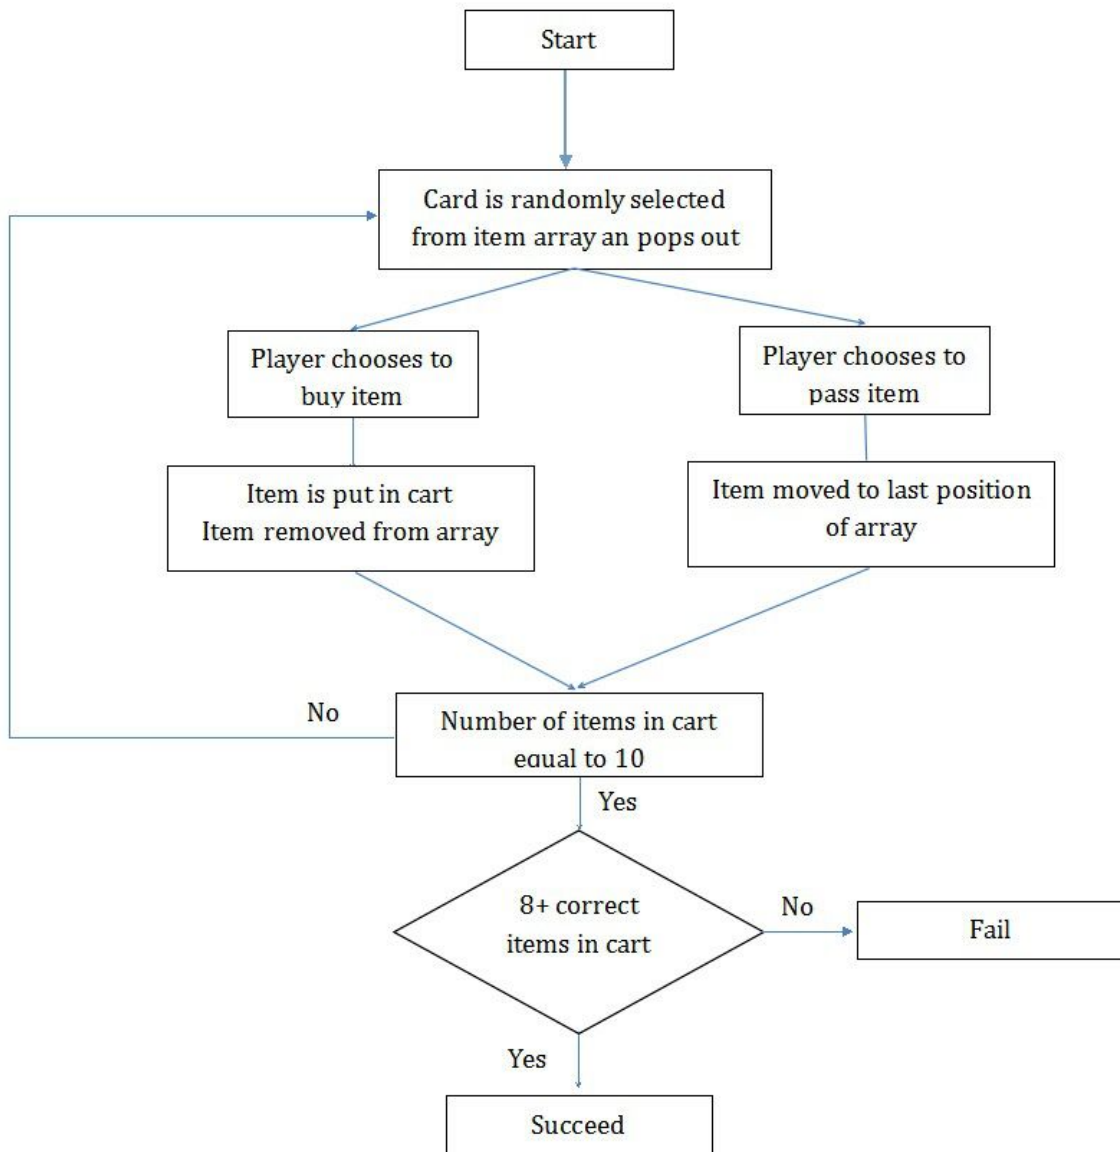 Start
Card is randomly selected
from item array an pops out
Player chooses to
buy item
Player chooses to
pass item
Item is put in cart
Item removed from array
Item moved to last position
of array
No
Number of items in cart
equal to 10
Yes
8+ correct
items in cart
No
Fail
Yes
Succeed